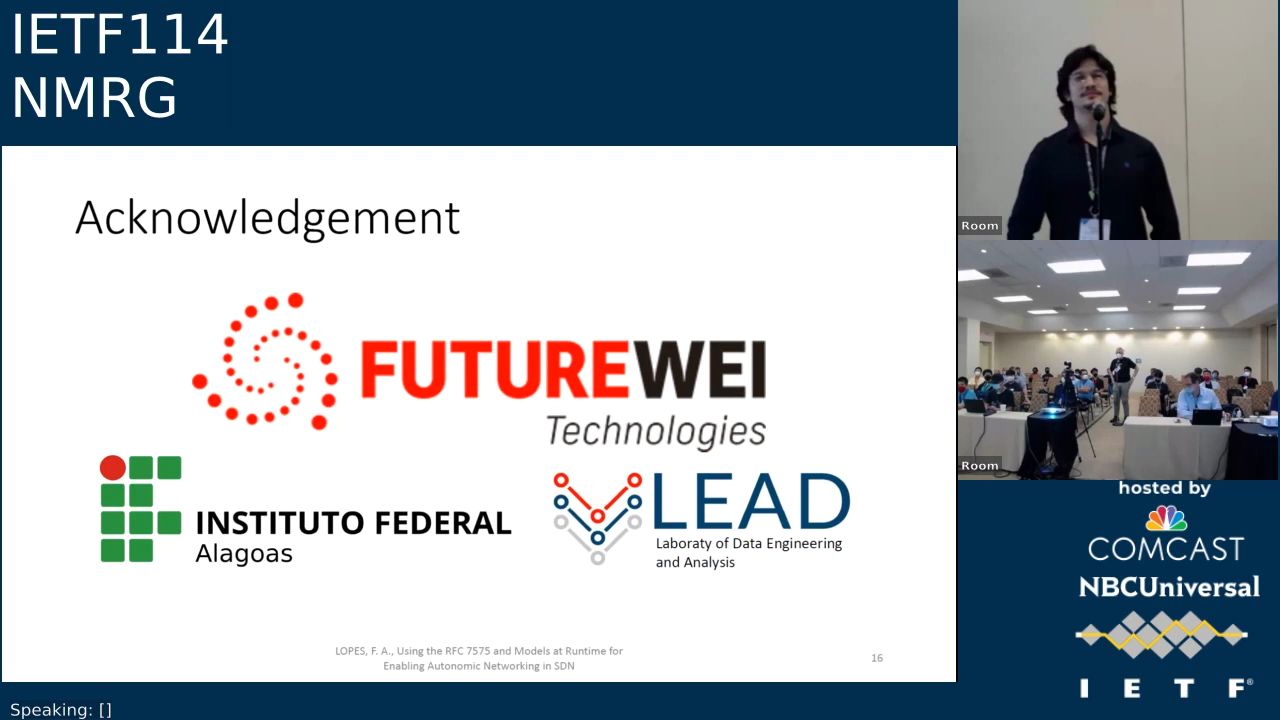 IETF114
NMRG
Acknowledgement
FUTUREWEI
Technologies
INSTITUTO FEDERAL
Alagoas
LEAD
Laboraty of Data Engineering
and Analysis
LOPES, F. A., Using the RFC 7575 and Models at Runtime for
Enabling Autonomic Networking in SDN
16
Room
Room
hosted by
COMCAST
NBCUniversal
I E T F®
Speaking: []